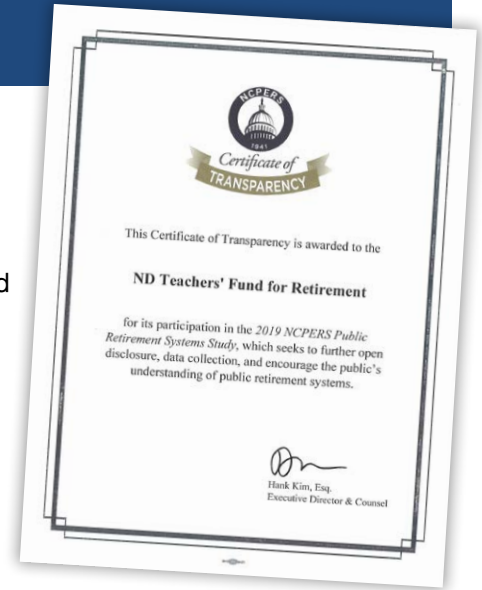 NCPERS
1941
Certificate of
TRANSPARENCY
This Certificate of Transparency is awarded to the
ND Teachers' Fund for Retirement
for its participation in the 2019 NCPERS Public
Retirement Systems Study, which seeks to further open
disclosure, data collection, and encourage the public's
understanding of public retirement systems.
Hank Kim, Esq.
Executive Director & Counsel